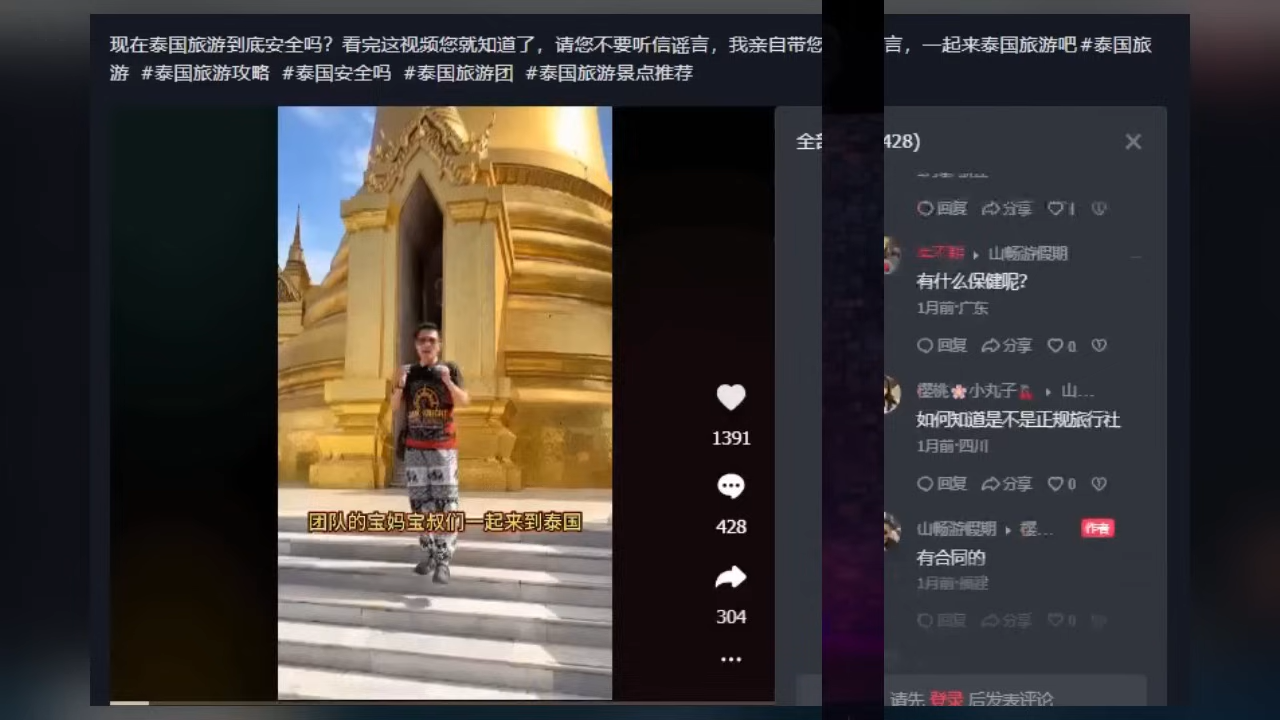 现在泰国旅游到底安全吗？看完这视频您就知道了，请您不要听信谣言，我亲自带您 言，一起来泰国旅游吧#泰国旅
游 #泰国旅游攻略 #泰国安全吗 #泰国旅游团 #泰国旅游景点推荐
全 428)
回复 分享 1
山畅游假期
有什么保健呢？
1月前·广东
回复 分享 0
樱桃🌸小丸子 山...
如何知道是不是正规旅行社
1月前·四川
回复 分享 0
山畅游假期 樱... 作者
有合同的
1月前·福建
回复 分享 0
请先 登录 后发表评论
1391
428
304
团队的宝妈宝叔们一起来到泰国